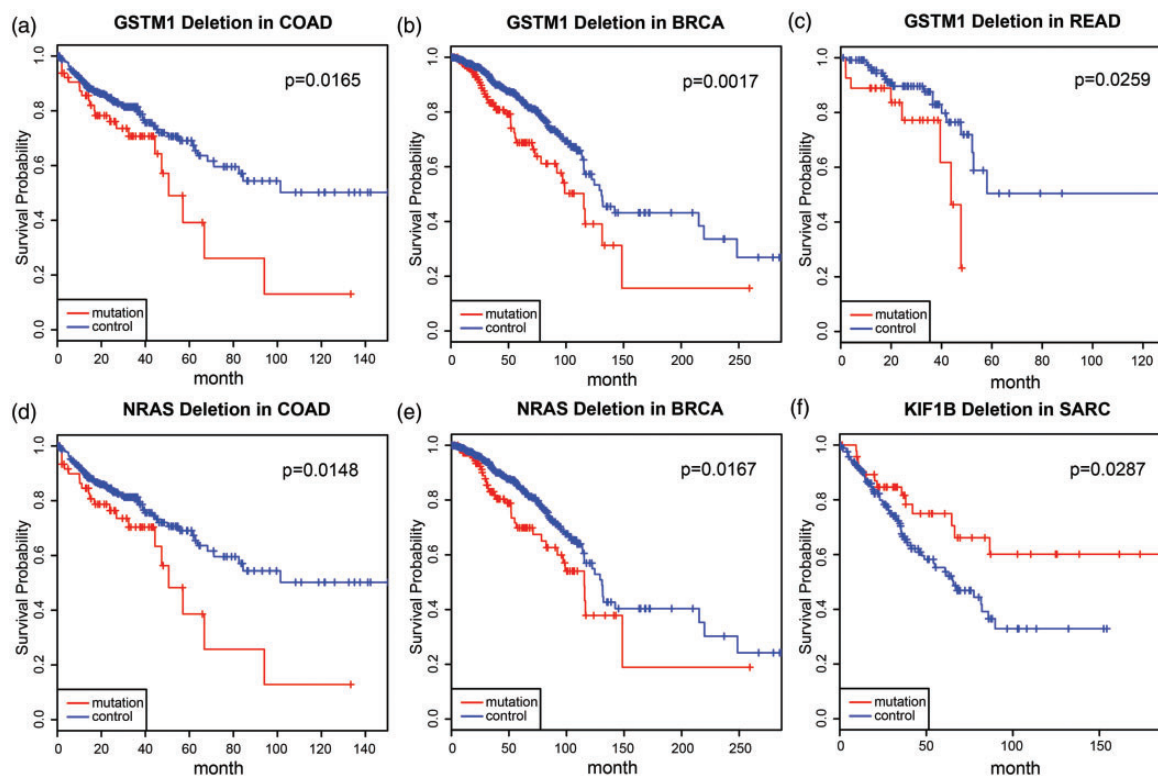 (a) GSTM1 Deletion in COAD
p=0.0165
Survival Probability
1.0
0.8
0.6
0.4
0.2
0.0
mutation
control
0 20 40 60 80 100 120 140
month
(b) GSTM1 Deletion in BRCA
p=0.0017
Survival Probability
1.0
0.8
0.6
0.4
0.2
0.0
mutation
control
0 50 100 150 200 250
month
(c) GSTM1 Deletion in READ
p=0.0259
Survival Probability
1.0
0.8
0.6
0.4
0.2
0.0
mutation
control
0 20 40 60 80 100 120
month
(d) NRAS Deletion in COAD
p=0.0148
Survival Probability
1.0
0.8
0.6
0.4
0.2
0.0
mutation
control
0 20 40 60 80 100 120 140
month
(e) NRAS Deletion in BRCA
p=0.0167
Survival Probability
1.0
0.8
0.6
0.4
0.2
0.0
mutation
control
0 50 100 150 200 250
month
(f) KIF1B Deletion in SARC
p=0.0287
Survival Probability
1.0
0.8
0.6
0.4
0.2
0.0
mutation
control
0 50 100 150
month